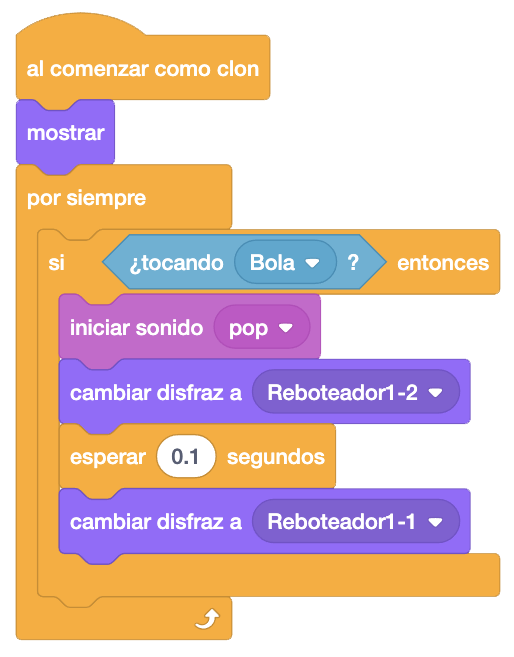 al comenzar como clon
mostrar
por siempre
si ¿tocando Bola ? entonces
iniciar sonido pop
cambiar disfraz a Reboteador1-2
esperar 0.1 segundos
cambiar disfraz a Reboteador1-1